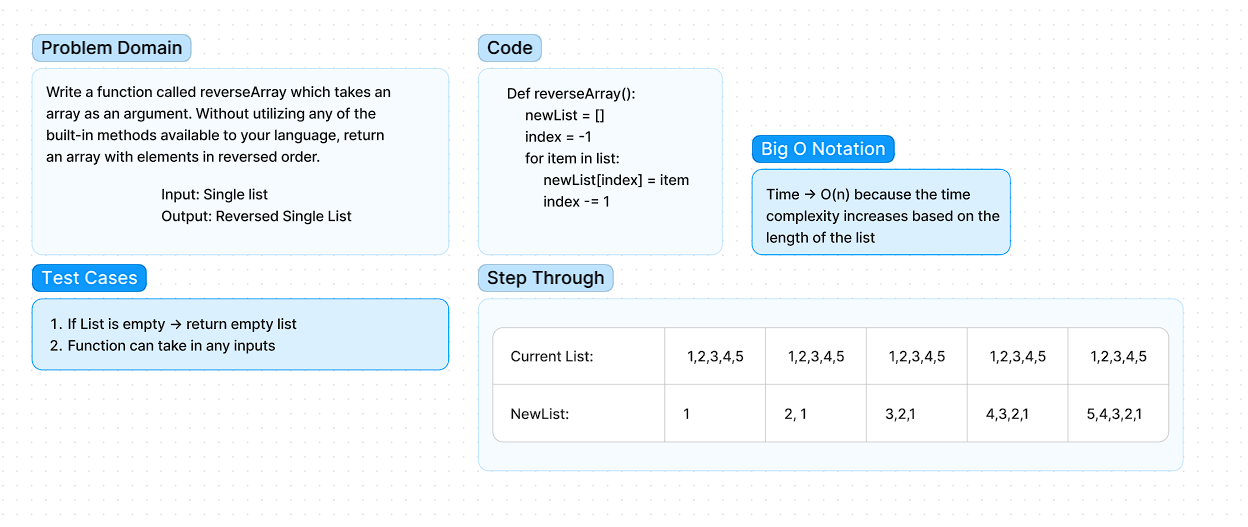 Problem Domain
Write a function called reverseArray which takes an
array as an argument. Without utilizing any of the
built-in methods available to your language, return
an array with elements in reversed order.
Input: Single list
Output: Reversed Single List
Code
Def reverseArray():
newList = []
index = -1
for item in list:
newList[index] = item
index -= 1
Big O Notation
Time → O(n) because the time
complexity increases based on the
length of the list
Test Cases
1. If List is empty → return empty list
2. Function can take in any inputs
Step Through
Current List: 1,2,3,4,5 1,2,3,4,5 1,2,3,4,5 1,2,3,4,5 1,2,3,4,5
NewList: 1 2, 1 3,2,1 4,3,2,1 5,4,3,2,1